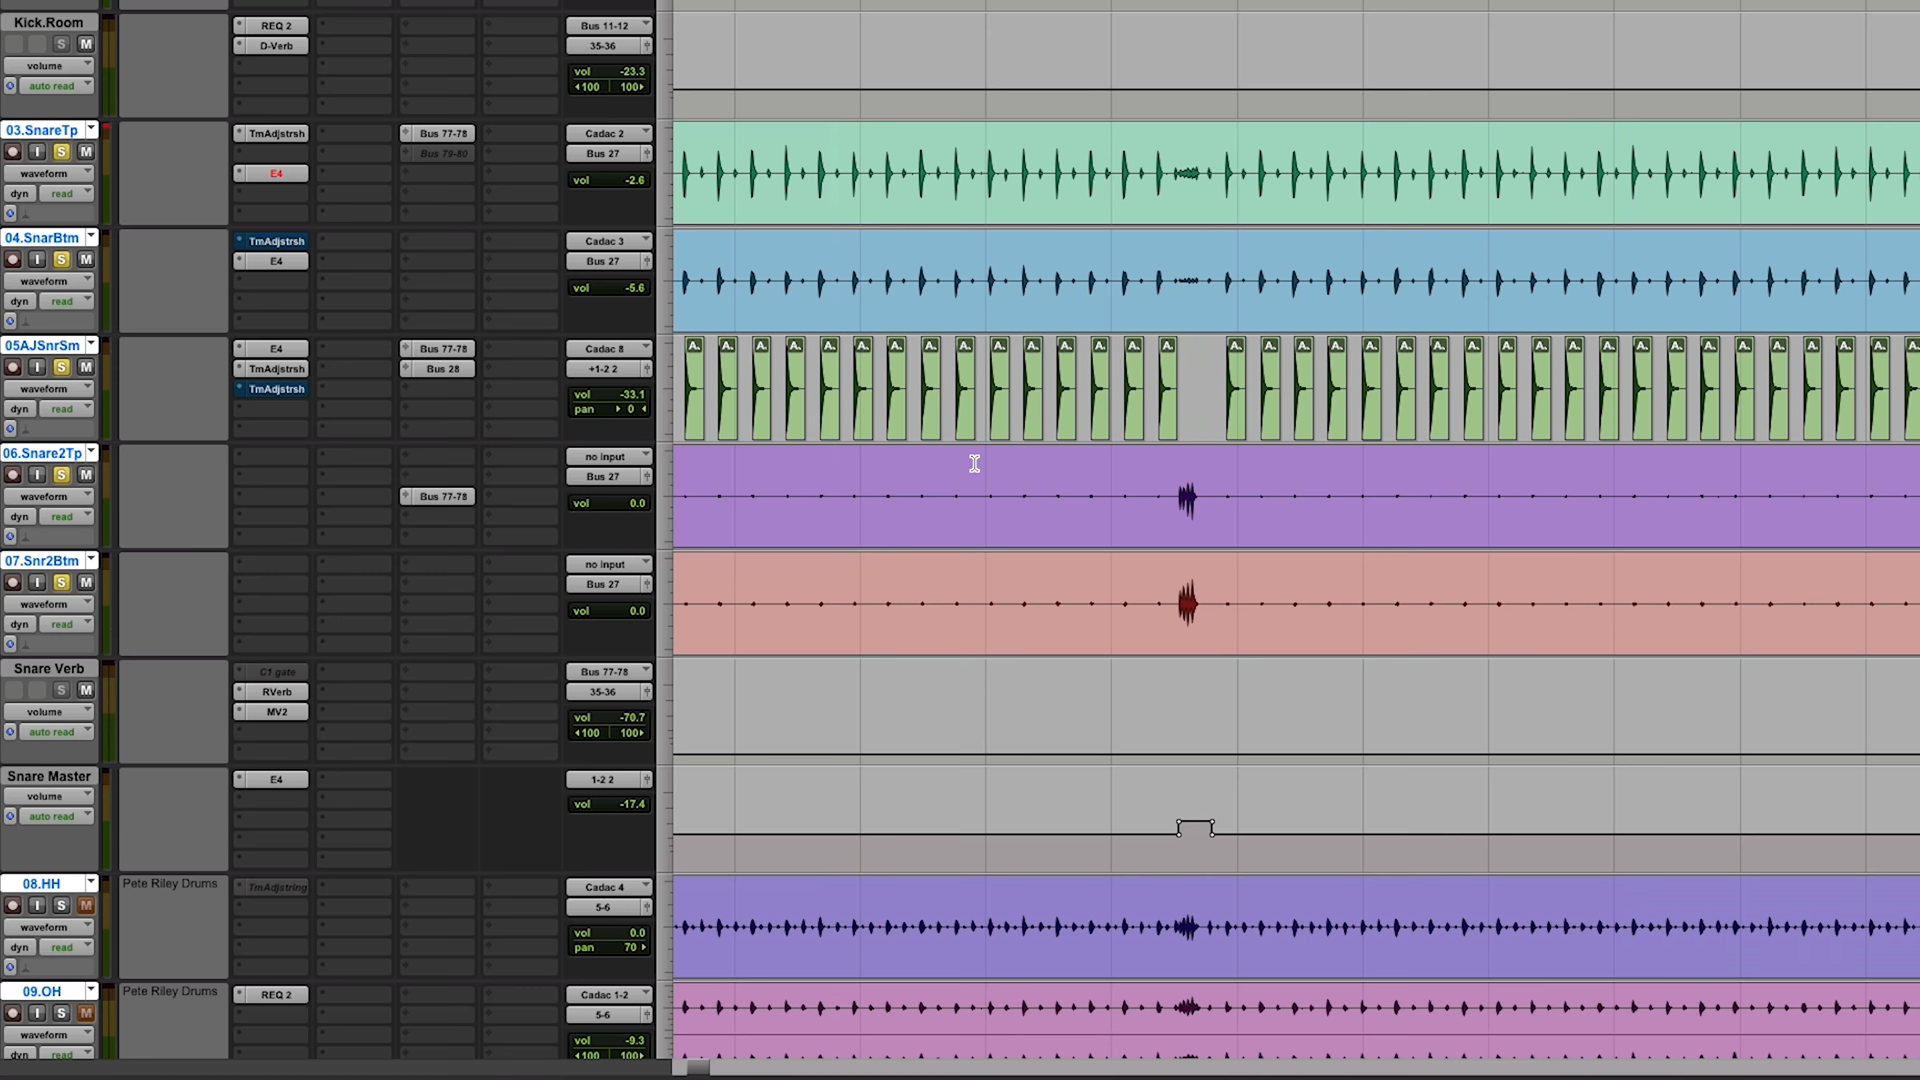 Kick.Room
S M
volume
auto read
REQ 2
D-Verb
Bus 11-12
35-36
vol -23.3
100 100
03.SnareTp
I S M
waveform
dyn read
TmAdjstrsh
E4
Bus 77-78
Bus 79-80
Cadac 2
Bus 27
vol -2.6
04.SnarBtm
I S M
waveform
dyn read
TmAdjstrsh
E4
Cadac 3
Bus 27
vol -5.6
05AJSnrSm
I S M
waveform
dyn read
E4
TmAdjstrsh
TmAdjstrsh
Bus 77-78
Bus 28
Cadac 8
+1-2 2
vol -33.1
pan 0
A. A. A. A. A. A. A. A. A. A. A. A. A. A. A. A. A. A. A. A. A. A. A. A. A. A. A. A. A. A. A. A. A. A. A. A.
06.Snare2Tp
I S M
waveform
dyn read
Bus 77-78
no input
Bus 27
vol 0.0
07.Snr2Btm
I S M
waveform
dyn read
no input
Bus 27
vol 0.0
Snare Verb
S M
volume
auto read
C1 gate
RVerb
MV2
Bus 77-78
35-36
vol -70.7
100 100
Snare Master
volume
auto read
E4
1-2 2
vol -17.4
08.HH
I S M
waveform
dyn read
Pete Riley Drums
TmAdjstring
Cadac 4
5-6
vol 0.0
pan 70
09.OH
I S M
waveform
dyn read
Pete Riley Drums
REQ 2
Cadac 1-2
5-6
vol -9.3
100 100